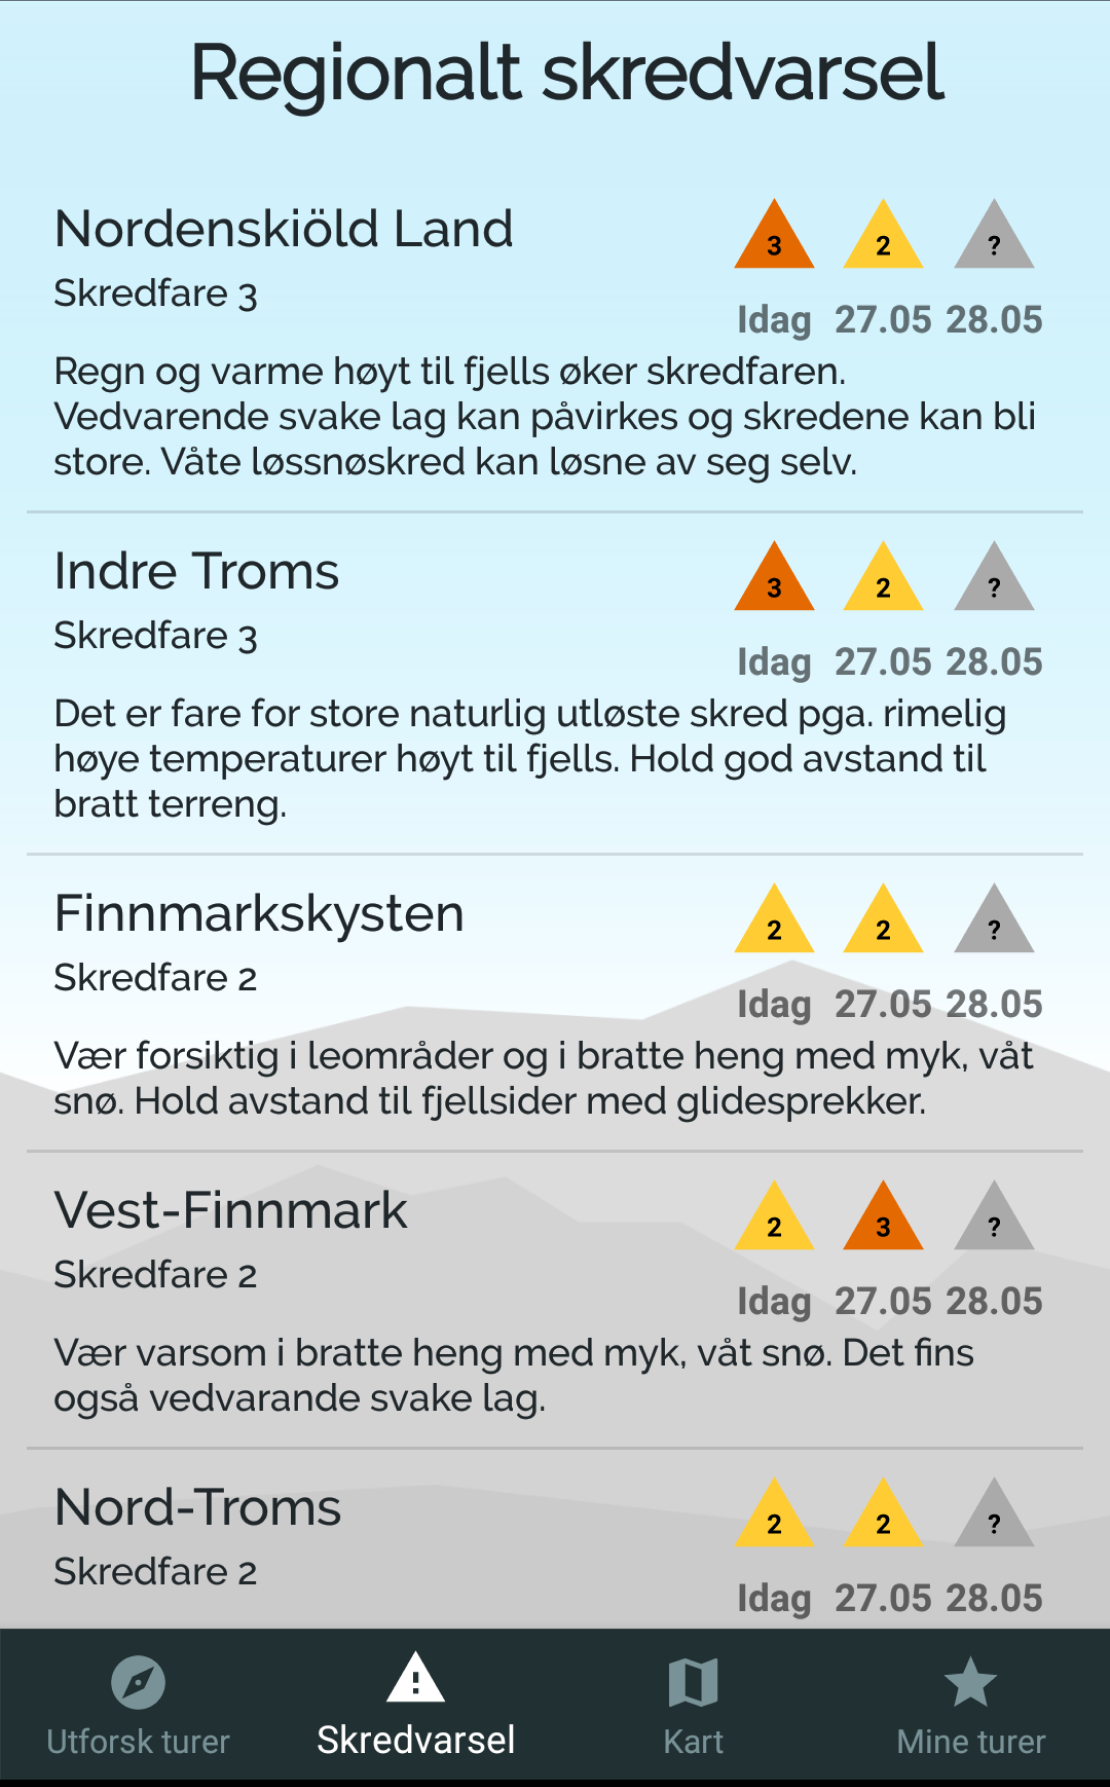 Regionalt skredvarsel
Nordenskiöld Land
Skredfare 3
3 2 ?
Idag 27.05 28.05
Regn og varme høyt til fjells øker skredfaren.
Vedvarende svake lag kan påvirkes og skredene kan bli
store. Våte løssnøskred kan løsne av seg selv.
Indre Troms
Skredfare 3
3 2 ?
Idag 27.05 28.05
Det er fare for store naturlig utløste skred pga. rimelig
høye temperaturer høyt til fjells. Hold god avstand til
bratt terreng.
Finnmarkskysten
Skredfare 2
2 2 ?
Idag 27.05 28.05
Vær forsiktig i leområder og i bratte heng med myk, våt
snø. Hold avstand til fjellsider med glidesprekker.
Vest-Finnmark
Skredfare 2
2 3 ?
Idag 27.05 28.05
Vær varsom i bratte heng med myk, våt snø. Det fins
også vedvarande svake lag.
Nord-Troms
Skredfare 2
2 2 ?
Idag 27.05 28.05
Utforsk turer Skredvarsel Kart Mine turer